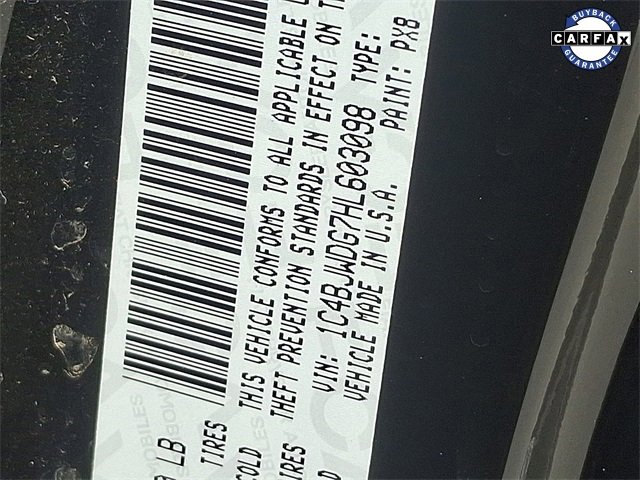 BUYBACK
CARFAX
GUARANTEE
LB
TIRES
COLD
THIS VEHICLE CONFORMS TO ALL APPLICABLE
TIRES THEFT PREVENTION STANDARDS IN EFFECT ON
VIN: 1C4BJWDG7HL603098 TYPE:
VEHICLE MADE IN U.S.A. PAINT: PX8